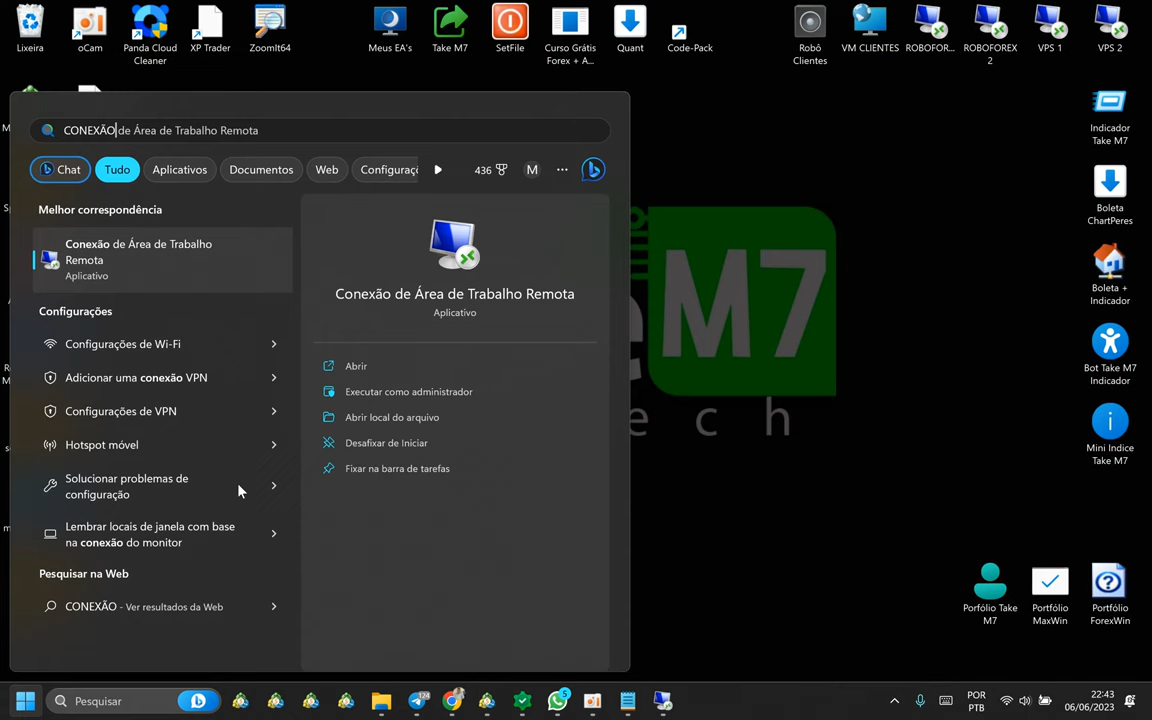 Lixeira
oCam
Panda Cloud
Cleaner
XP Trader
ZoomIt64
Meus EA's
Take M7
SetFile
Curso Grátis
Forex + A...
Quant
Code-Pack
Robô
Clientes
VM CLIENTES
ROBOFOR...
ROBOFOREX
2
VPS 1
VPS 2
CONEXÃO de Área de Trabalho Remota
Chat
Tudo
Aplicativos
Documentos
Web
Configuraç
436
M
Melhor correspondência
Conexão de Área de Trabalho
Remota
Aplicativo
Configurações
Configurações de Wi-Fi
Adicionar uma conexão VPN
Configurações de VPN
Hotspot móvel
Solucionar problemas de
configuração
Lembrar locais de janela com base
na conexão do monitor
Pesquisar na Web
CONEXÃO - Ver resultados da Web
Conexão de Área de Trabalho Remota
Aplicativo
Abrir
Executar como administrador
Abrir local do arquivo
Desafixar de Iniciar
Fixar na barra de tarefas
M7
e c h
Indicador
Take M7
Boleta
ChartPeres
Boleta +
Indicador
Bot Take M7
Indicador
Mini Indice
Take M7
Porfólio Take
M7
Portfólio
MaxWin
Portfólio
ForexWin
Pesquisar
124
5
POR
PTB
22:43
06/06/2023